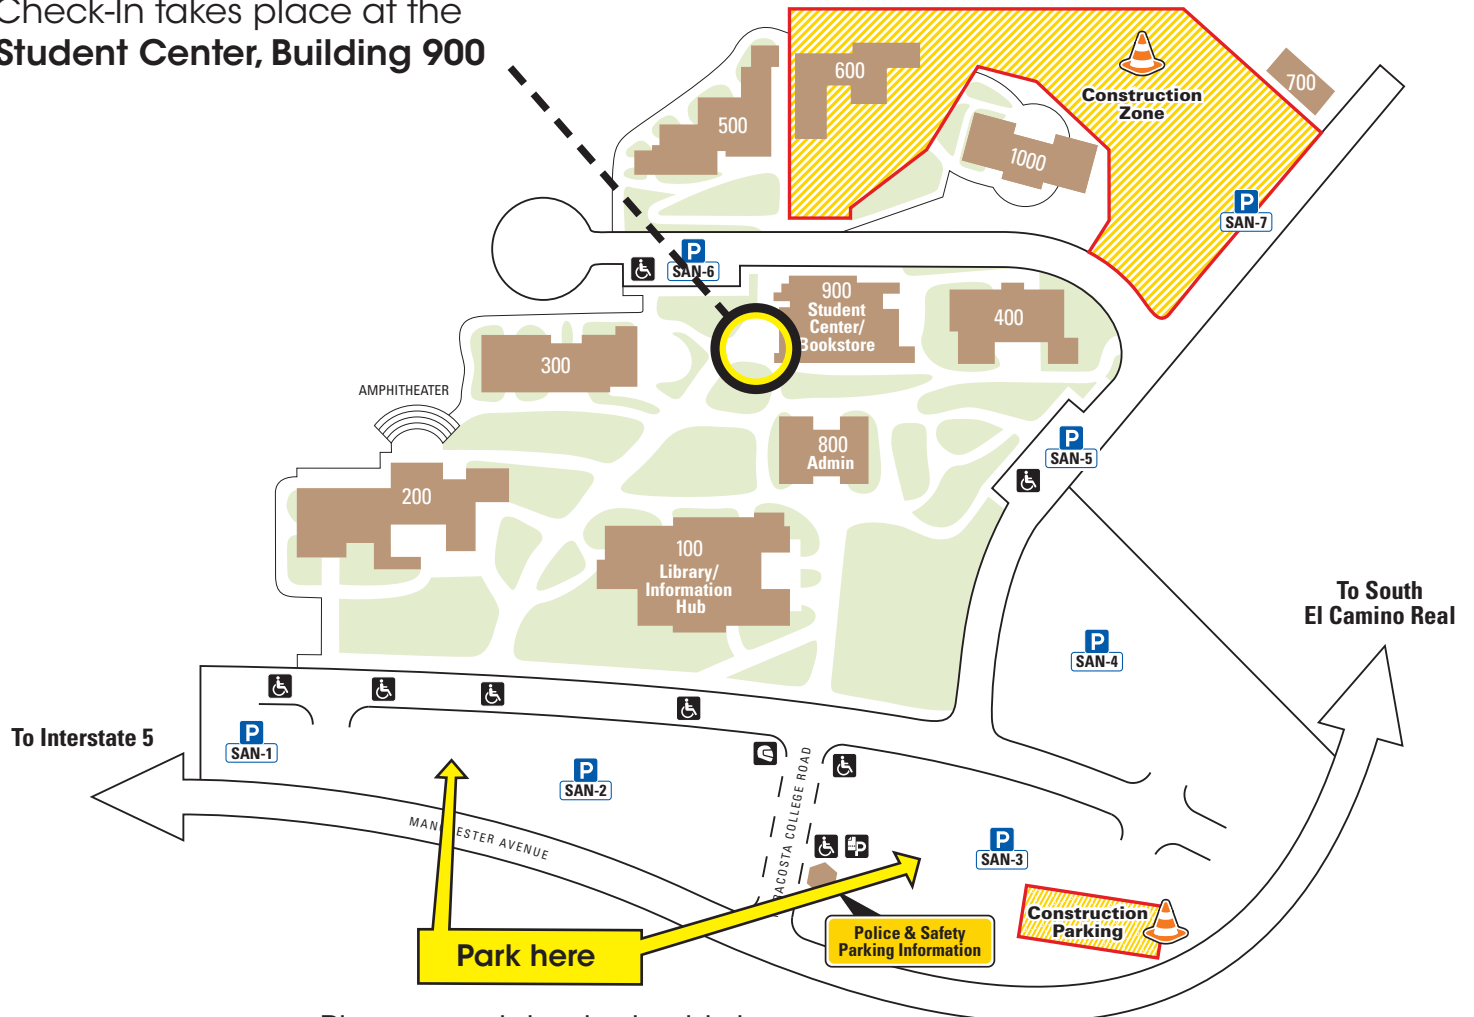 Check-In takes place at the
Student Center, Building 900
600
Construction
Zone
700
500
1000
P
SAN-7
P
SAN-6
900
Student
Center/
Bookstore
400
300
AMPHITHEATER
P
SAN-5
800
Admin
200
100
Library/
Information
Hub
To South
El Camino Real
P
SAN-4
To Interstate 5
P
SAN-1
P
SAN-2
COLLEGE ROAD
P
P
SAN-3
AVENUE
Construction
Parking
Police & Safety
Parking Information
Park here